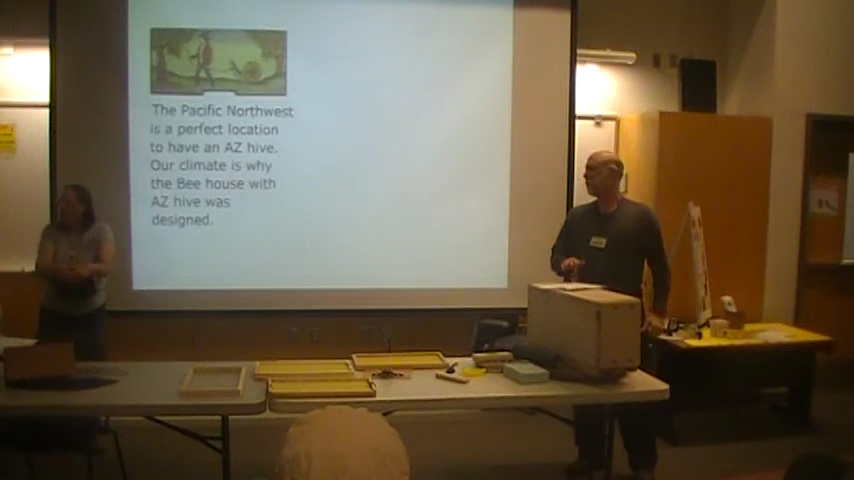 The Pacific Northwest
is a perfect location
to have an AZ hive.
Our climate is why
the Bee house with
AZ hive was
designed.